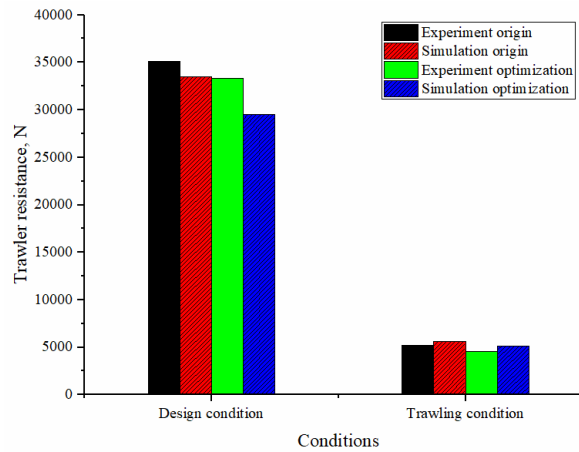 40000
35000
30000
25000
20000
15000
10000
5000
0
Trawler resistance, N
Experiment origin
Simulation origin
Experiment optimization
Simulation optimization
Design condition
Trawling condition
Conditions